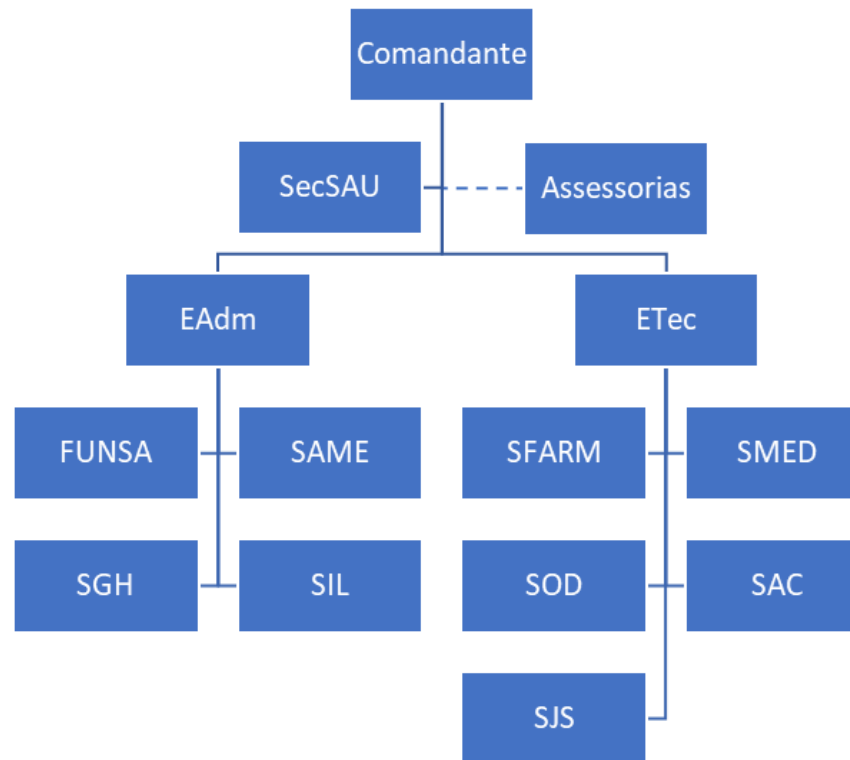 Comandante
SecSAU
Assessorias
EAdm
ETec
FUNSA
SAME
SFARM
SMED
SGH
SIL
SOD
SAC
SJS